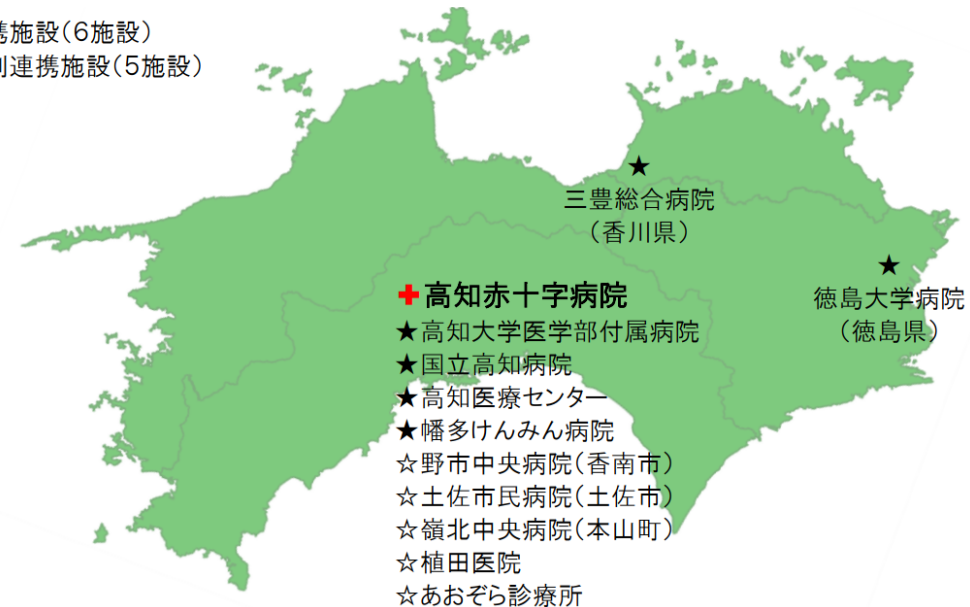 携施設(6施設)
別連携施設(5施設)
★
三豊総合病院
(香川県)
★
徳島大学病院
(徳島県)
✚高知赤十字病院
★高知大学医学部付属病院
★国立高知病院
★高知医療センター
★幡多けんみん病院
☆野市中央病院(香南市)
☆土佐市民病院(土佐市)
☆嶺北中央病院(本山町)
☆植田医院
☆あおぞら診療所